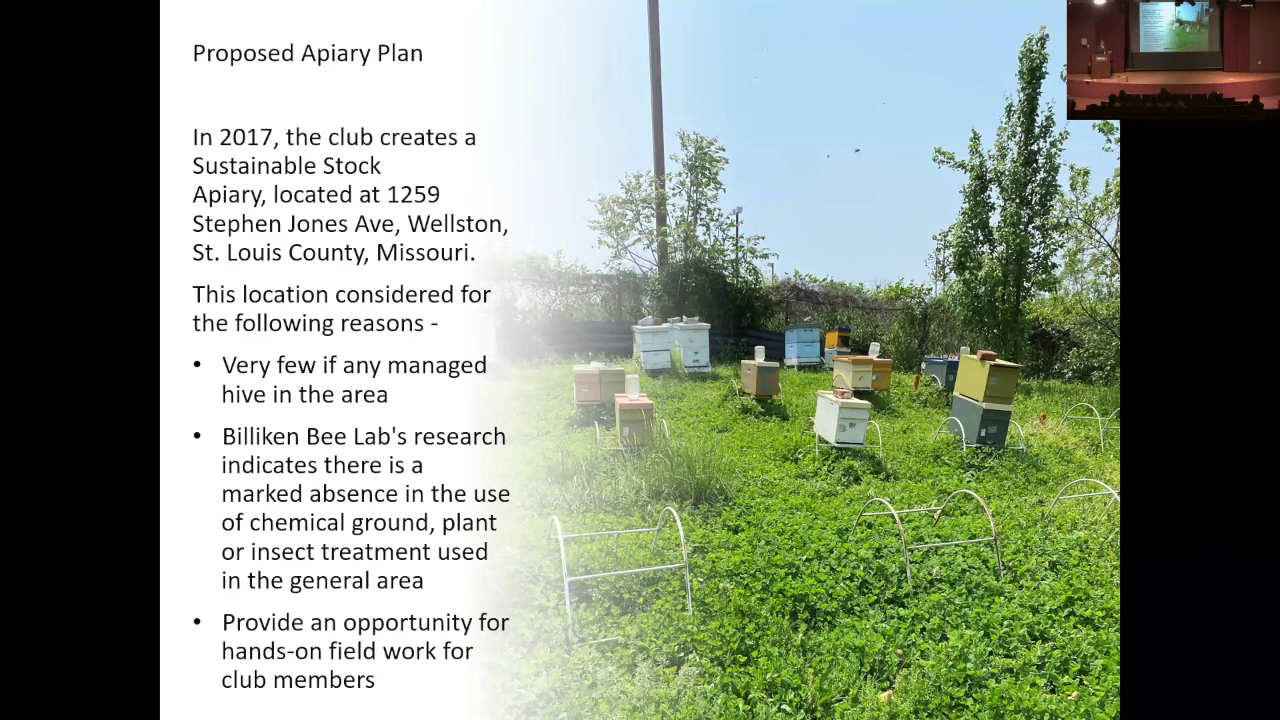 Proposed Apiary Plan
In 2017, the club creates a
Sustainable Stock
Apiary, located at 1259
Stephen Jones Ave, Wellston,
St. Louis County, Missouri.
This location considered for
the following reasons -
• Very few if any managed
hive in the area
• Billiken Bee Lab's research
indicates there is a
marked absence in the use
of chemical ground, plant
or insect treatment used
in the general area
• Provide an opportunity for
hands-on field work for
club members